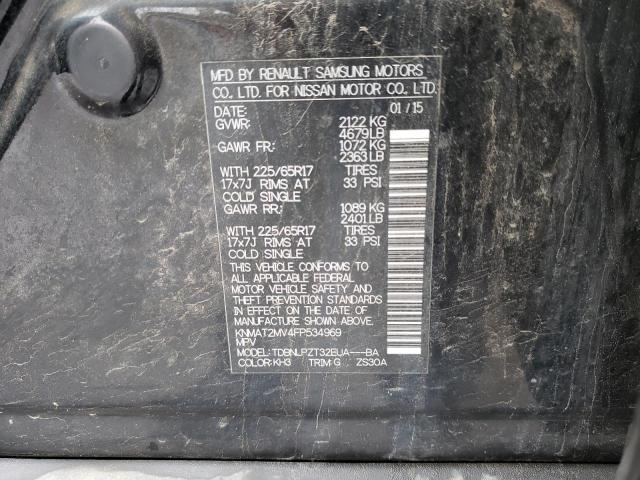 MFD BY RENAULT SAMSUNG MOTORS
CO., LTD. FOR NISSAN MOTOR CO., LTD.
DATE: 01/15
GVWR: 2122 KG
4679LB
GAWR FR: 1072 KG
2363LB
WITH 225/65R17 TIRES
17x7J RIMS AT 33 PSI
COLD SINGLE
GAWR RR: 1089 KG
2401LB
WITH 225/65R17 TIRES
17x7J RIMS AT 33 PSI
COLD SINGLE
THIS VEHICLE CONFORMS TO
ALL APPLICABLE FEDERAL
MOTOR VEHICLE SAFETY AND
THEFT PREVENTION STANDARDS
IN EFFECT ON THE DATE OF
MANUFACTURE SHOWN ABOVE.
KNMAT2MV4FP534969
MPV
MODEL:TDBNLPZT32EUA---BA
COLOR:KH3 TRIM:G ZS30A